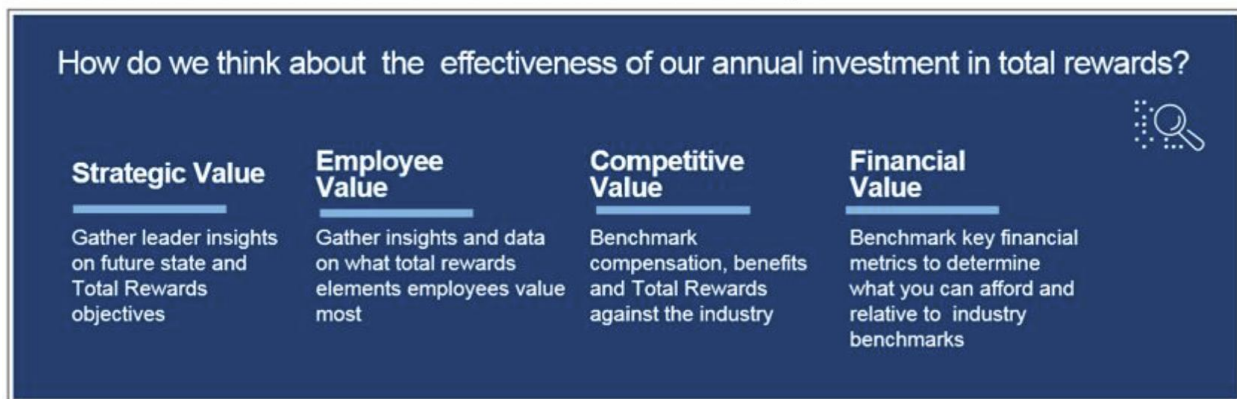 How do we think about the effectiveness of our annual investment in total rewards?
Strategic Value
Gather leader insights
on future state and
Total Rewards
objectives
Employee
Value
Gather insights and data
on what total rewards
elements employees value
most
Competitive
Value
Benchmark
compensation, benefits
and Total Rewards
against the industry
Financial
Value
Benchmark key financial
metrics to determine
what you can afford and
relative to industry
benchmarks